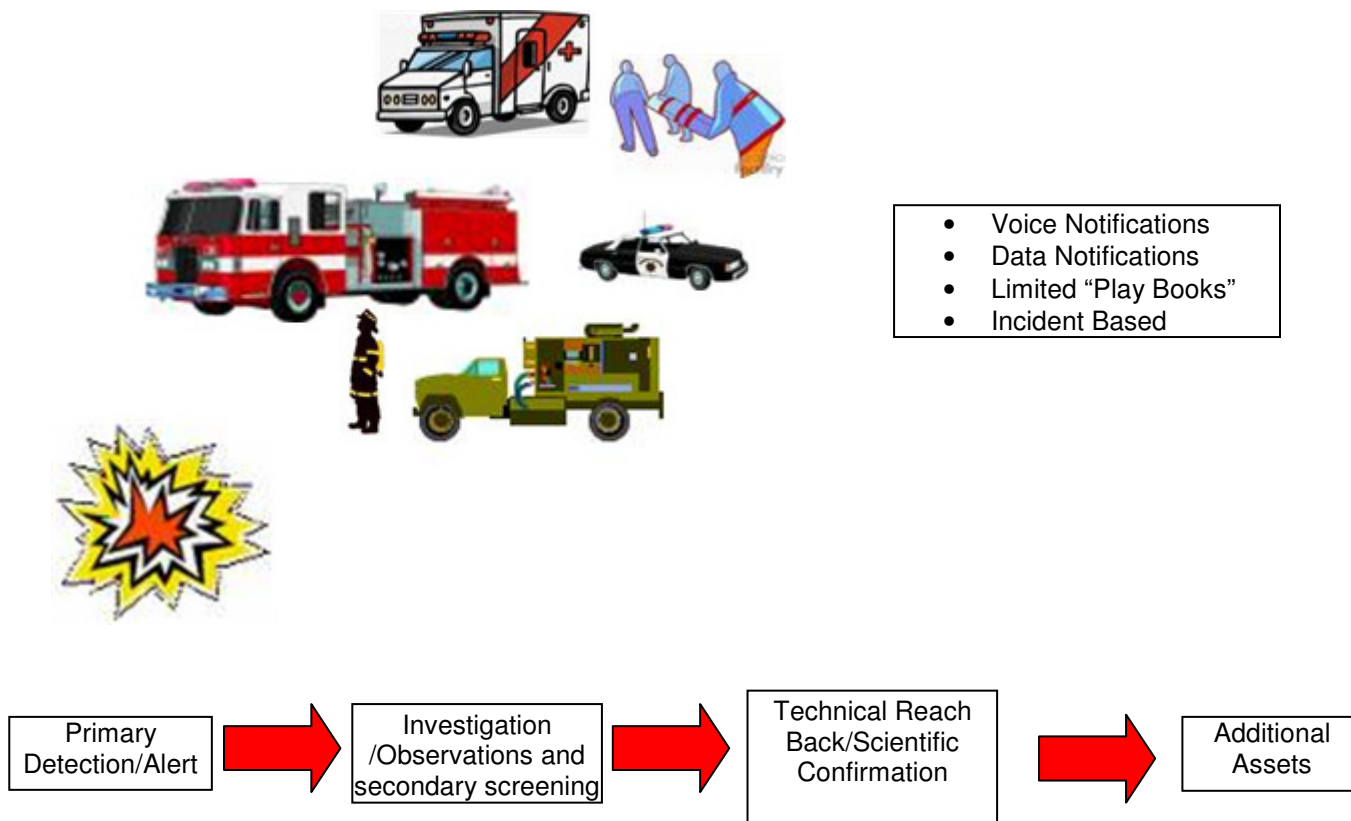 • Voice Notifications
• Data Notifications
• Limited “Play Books”
• Incident Based
Primary
Detection/Alert
Investigation
/Observations and
secondary screening
Technical Reach
Back/Scientific
Confirmation
Additional
Assets